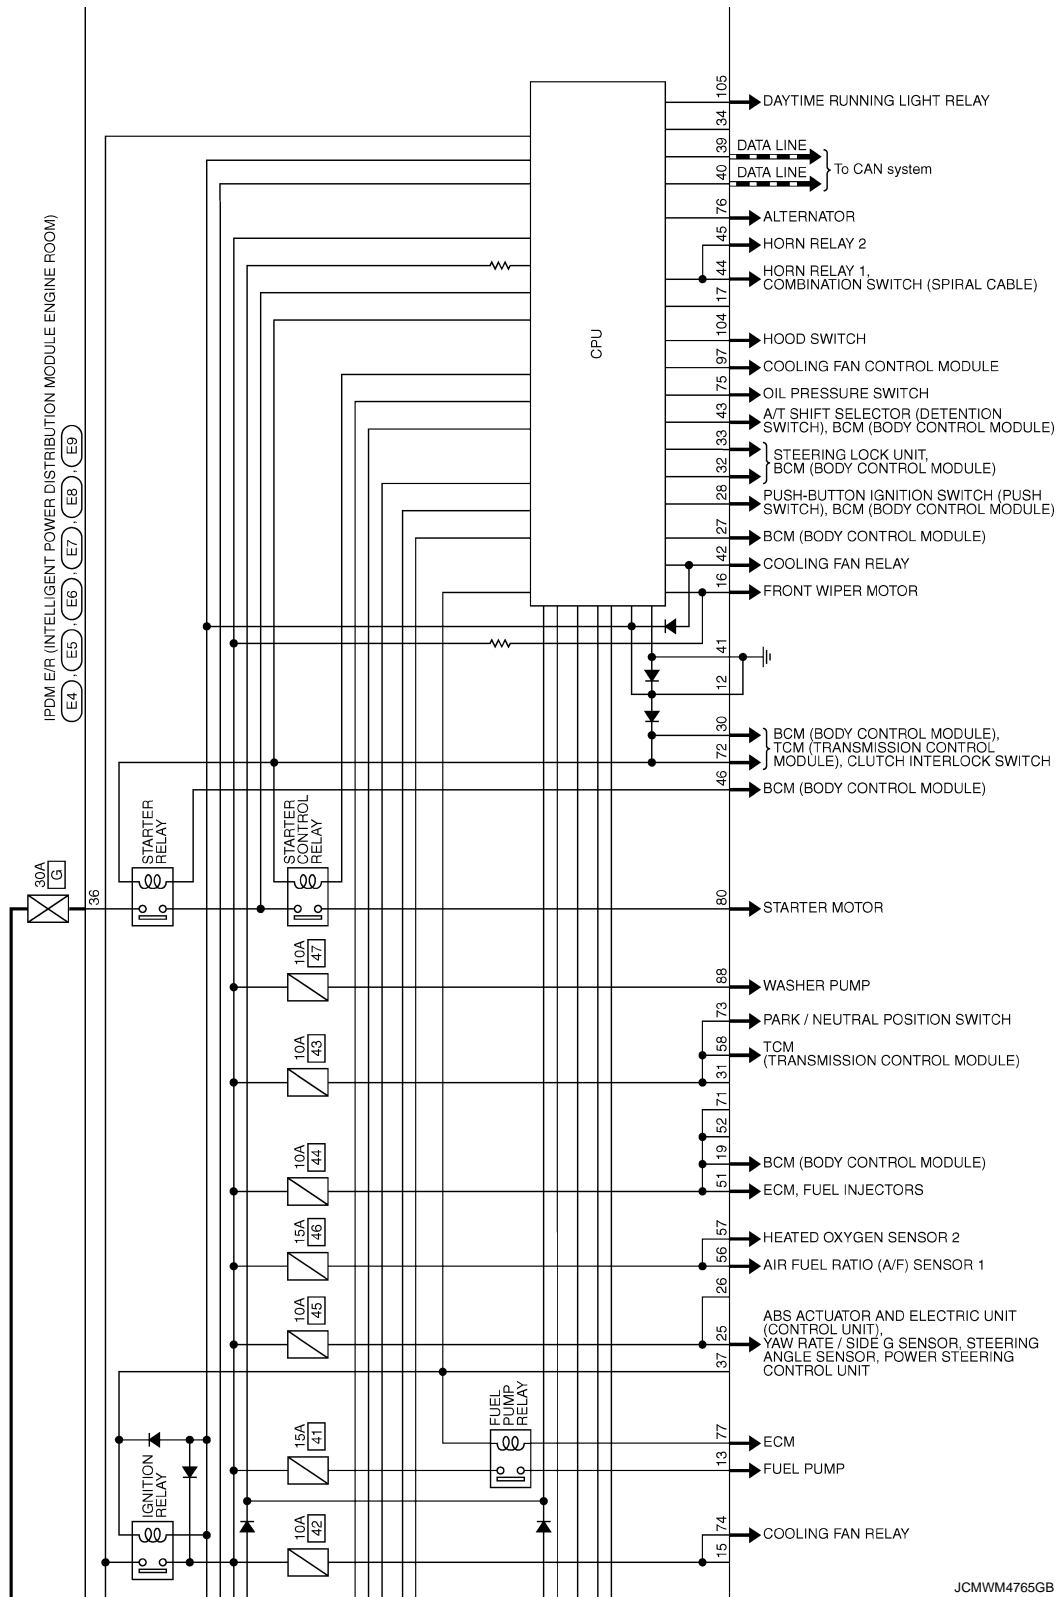 105
DAYTIME RUNNING LIGHT RELAY
34
39
DATA LINE
40
DATA LINE
To CAN system
76
ALTERNATOR
45
HORN RELAY 2
44
HORN RELAY 1,
COMBINATION SWITCH (SPIRAL CABLE)
17
104
HOOD SWITCH
97
COOLING FAN CONTROL MODULE
75
OIL PRESSURE SWITCH
43
A/T SHIFT SELECTOR (DETENTION
SWITCH), BCM (BODY CONTROL MODULE)
33
32
STEERING LOCK UNIT,
BCM (BODY CONTROL MODULE)
28
PUSH-BUTTON IGNITION SWITCH (PUSH
SWITCH), BCM (BODY CONTROL MODULE)
27
BCM (BODY CONTROL MODULE)
42
COOLING FAN RELAY
16
FRONT WIPER MOTOR
CPU
IPDM E/R (INTELLIGENT POWER DISTRIBUTION MODULE ENGINE ROOM)
E4 , E5 , E6 , E7 , E8 , E9
41
12
30
72
BCM (BODY CONTROL MODULE),
TCM (TRANSMISSION CONTROL
MODULE), CLUTCH INTERLOCK SWITCH
46
BCM (BODY CONTROL MODULE)
STARTER
RELAY
STARTER
CONTROL
RELAY
30A
G
36
80
STARTER MOTOR
10A
47
88
WASHER PUMP
73
PARK / NEUTRAL POSITION SWITCH
10A
43
58
TCM
(TRANSMISSION CONTROL MODULE)
31
71
52
10A
44
19
BCM (BODY CONTROL MODULE)
51
ECM, FUEL INJECTORS
15A
46
57
HEATED OXYGEN SENSOR 2
56
AIR FUEL RATIO (A/F) SENSOR 1
26
10A
45
25
ABS ACTUATOR AND ELECTRIC UNIT
(CONTROL UNIT),
YAW RATE / SIDE G SENSOR, STEERING
ANGLE SENSOR, POWER STEERING
CONTROL UNIT
37
FUEL
PUMP
RELAY
15A
41
77
ECM
13
FUEL PUMP
IGNITION
RELAY
10A
42
74
COOLING FAN RELAY
15
JCMWM4765GB